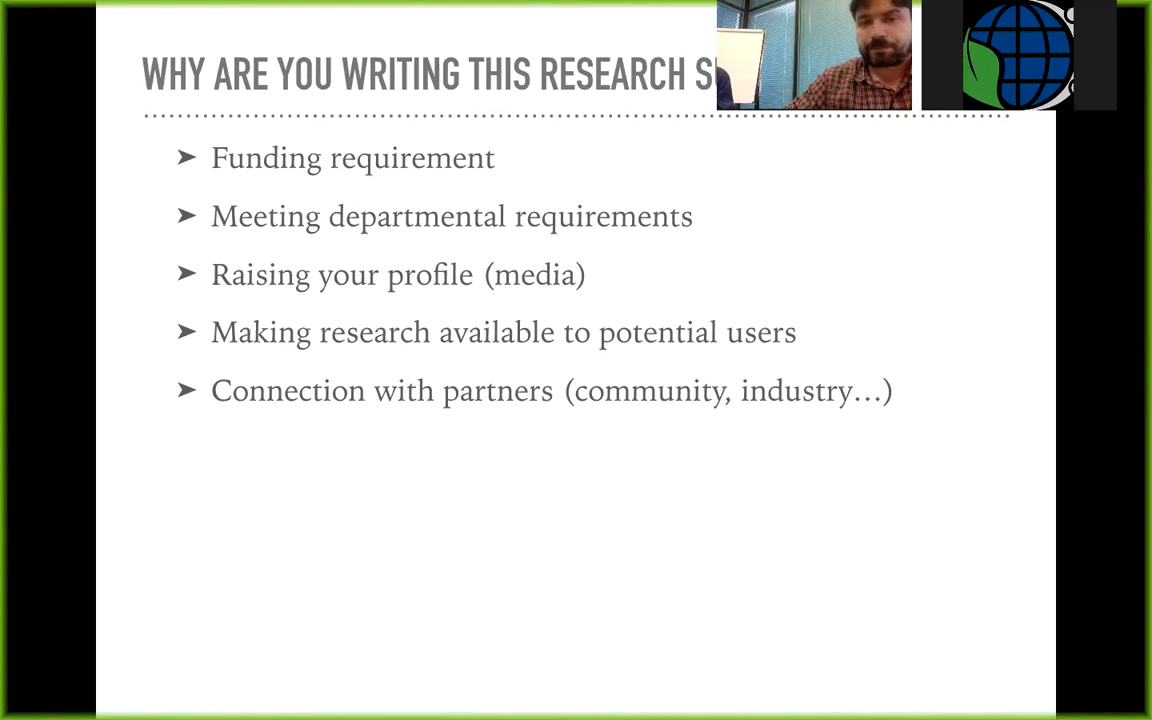 WHY ARE YOU WRITING THIS RESEARCH
➤ Funding requirement
➤ Meeting departmental requirements
➤ Raising your profile (media)
➤ Making research available to potential users
➤ Connection with partners (community, industry…)